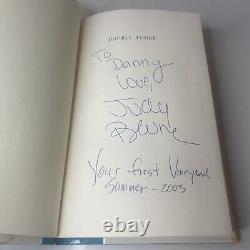 DOUBLE FUDGE
To
Danny
Love,
Judy
Blume
Your first Vineyard
Summer - 2003